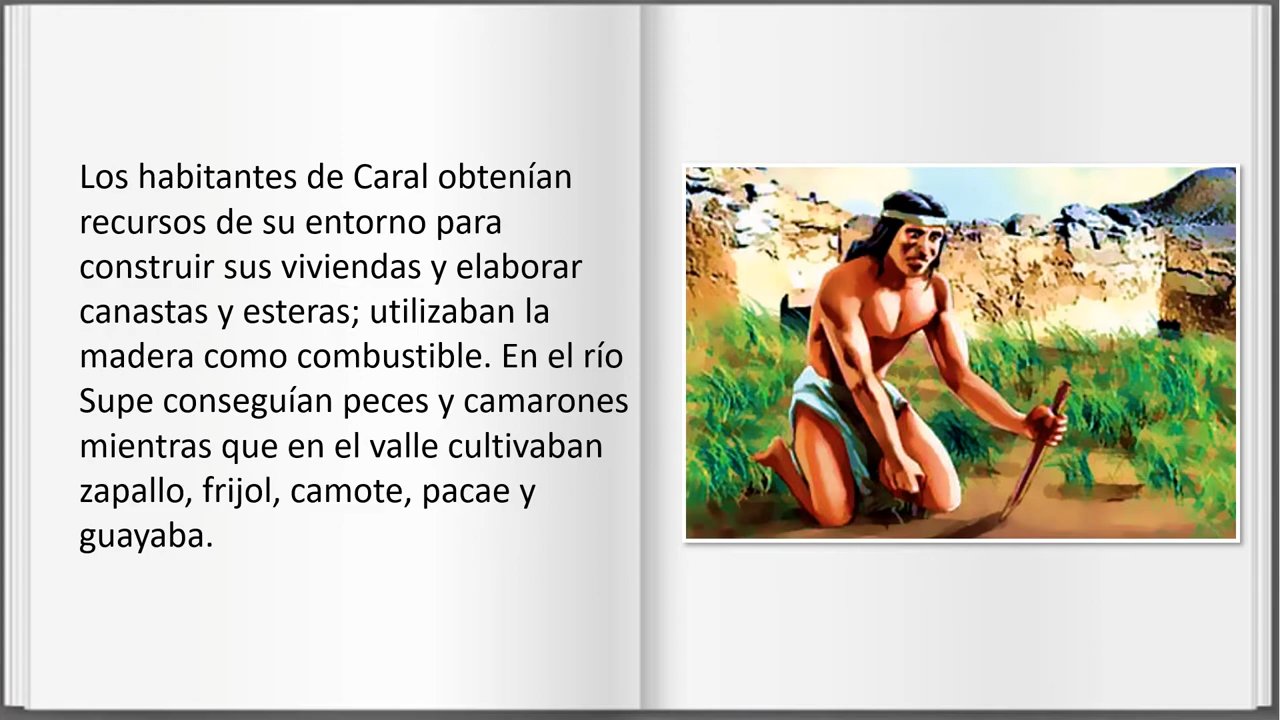 Los habitantes de Caral obtenían
recursos de su entorno para
construir sus viviendas y elaborar
canastas y esteras; utilizaban la
madera como combustible. En el río
Supe conseguían peces y camarones
mientras que en el valle cultivaban
zapallo, frijol, camote, pacae y
guayaba.